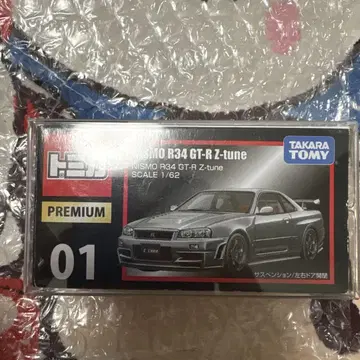 トミカ
NISMO R34 GT-R Z-tune
NISMO R34 GT-R Z-tune
SCALE 1/62
TAKARA
TOMY
PREMIUM
01
サスペンション/左右ドア開閉